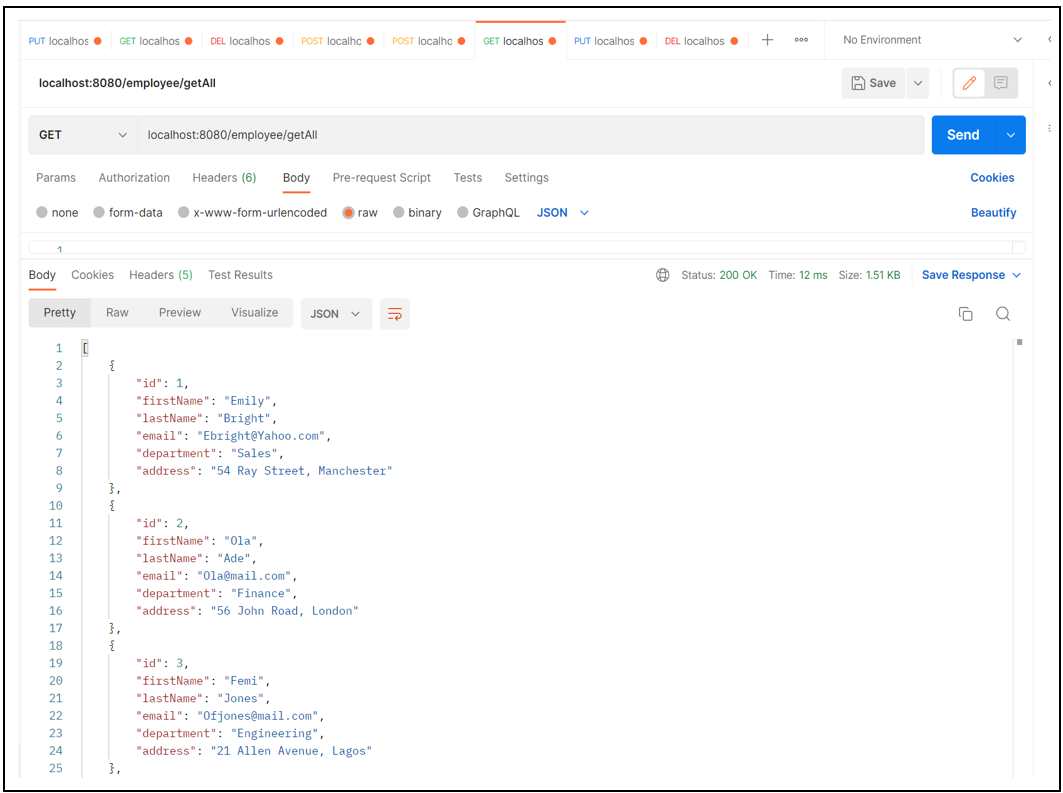 PUT localhos GET localhos DEL localhos POST localhc POST localhc GET localhos PUT localhos DEL localhos No Environment
localhost:8080/employee/getAll Save
GET localhost:8080/employee/getAll Send
Params Authorization Headers (6) Body Pre-request Script Tests Settings Cookies
none form-data x-www-form-urlencoded raw binary GraphQL JSON Beautify
1
Body Cookies Headers (5) Test Results Status: 200 OK Time: 12 ms Size: 1.51 KB Save Response
Pretty Raw Preview Visualize JSON
1 [
2 {
3 "id": 1,
4 "firstName": "Emily",
5 "lastName": "Bright",
6 "email": "Ebright@Yahoo.com",
7 "department": "Sales",
8 "address": "54 Ray Street, Manchester"
9 },
10 {
11 "id": 2,
12 "firstName": "Ola",
13 "lastName": "Ade",
14 "email": "Ola@mail.com",
15 "department": "Finance",
16 "address": "56 John Road, London"
17 },
18 {
19 "id": 3,
20 "firstName": "Femi",
21 "lastName": "Jones",
22 "email": "Ofjones@mail.com",
23 "department": "Engineering",
24 "address": "21 Allen Avenue, Lagos"
25 },